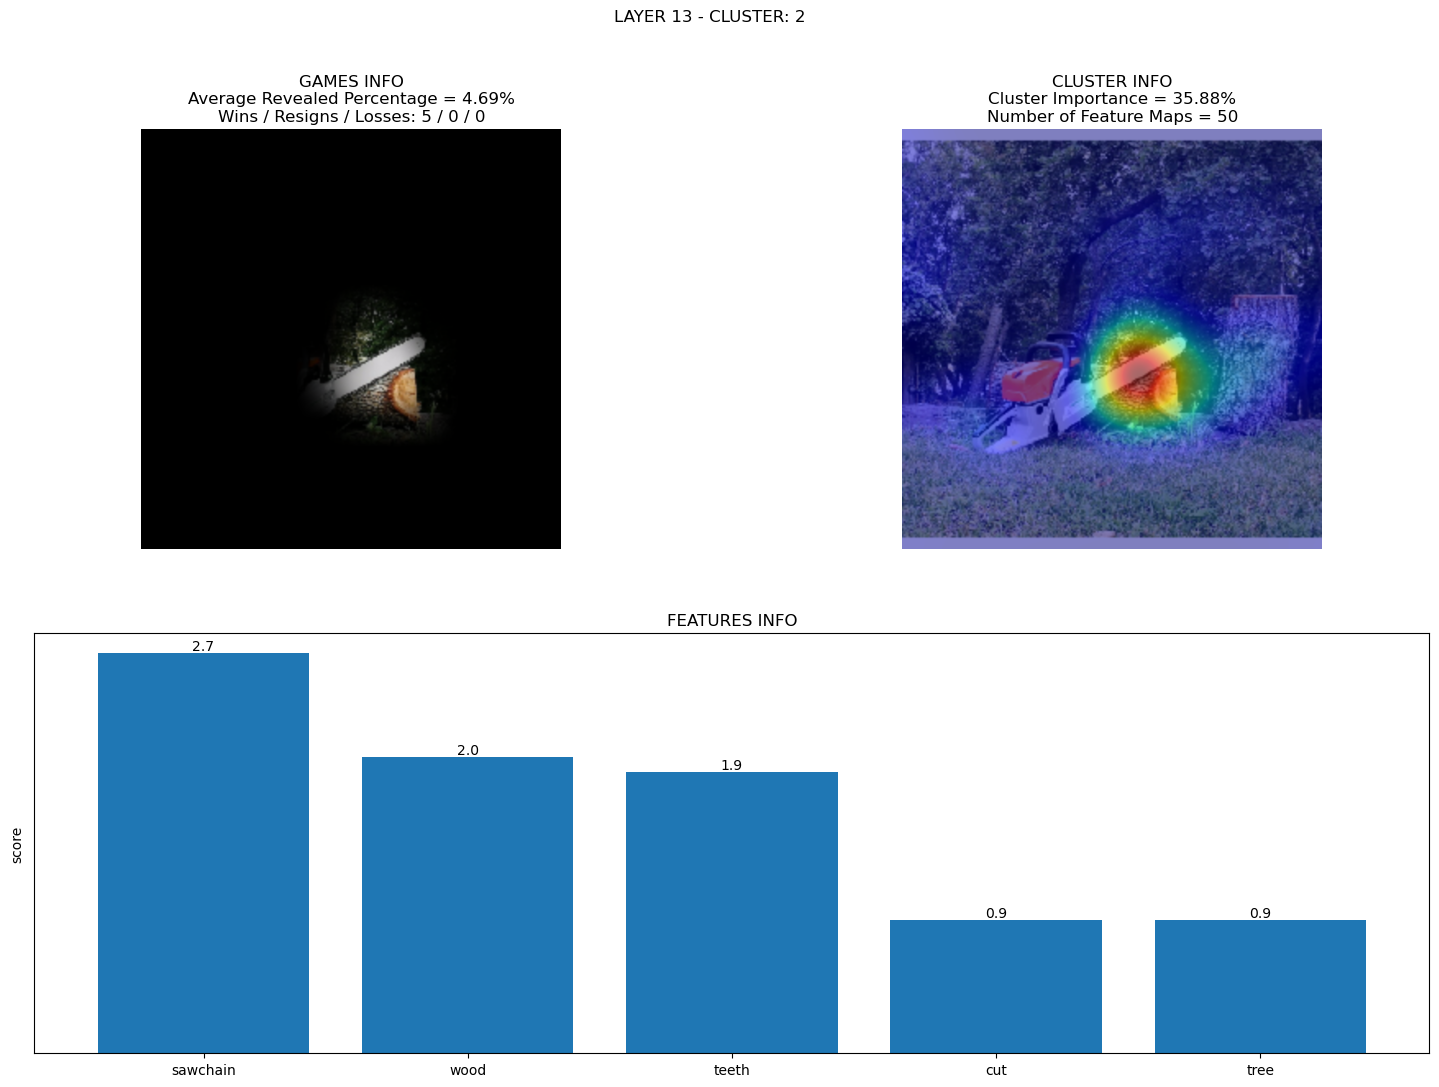 LAYER 13 - CLUSTER: 2
GAMES INFO
Average Revealed Percentage = 4.69%
Wins / Resigns / Losses: 5 / 0 / 0
CLUSTER INFO
Cluster Importance = 35.88%
Number of Feature Maps = 50
FEATURES INFO
score
2.7
2.0
1.9
0.9
0.9
sawchain
wood
teeth
cut
tree